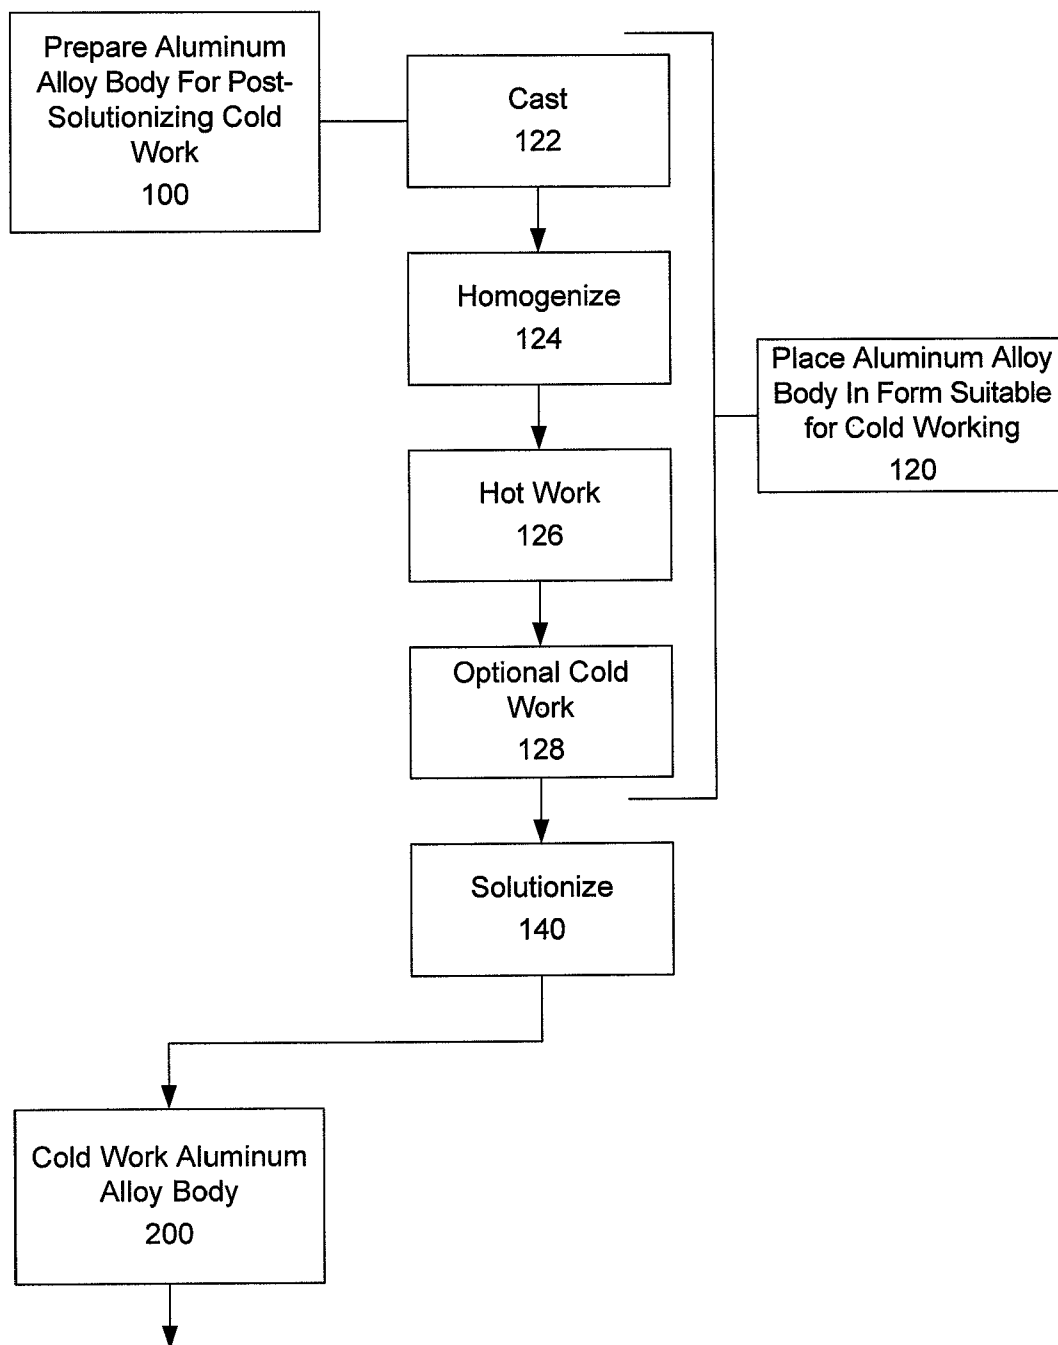 Prepare Aluminum
Alloy Body For Post-
Solutionizing Cold
Work
100
Cast
122
Homogenize
124
Hot Work
126
Optional Cold
Work
128
Place Aluminum Alloy
Body In Form Suitable
for Cold Working
120
Solutionize
140
Cold Work Aluminum
Alloy Body
200